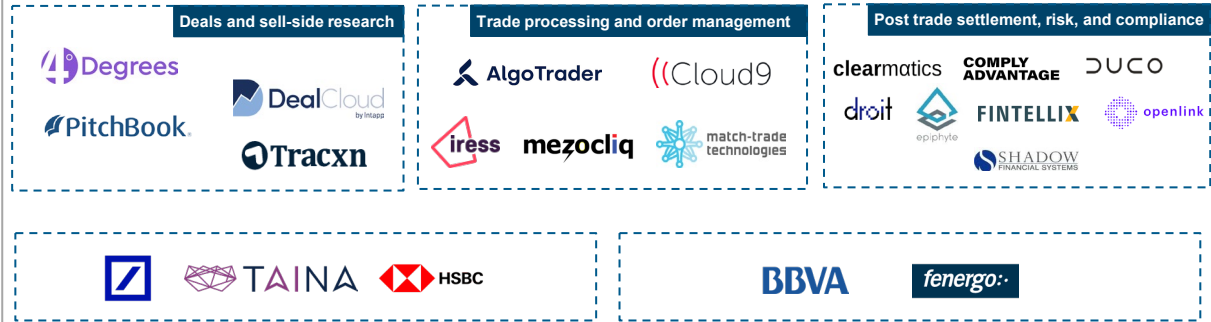 Deals and sell-side research
4Degrees
DealCloud
by Intapp
PitchBook®
Tracxn
Trade processing and order management
AlgoTrader
Cloud9
iress
mezocliq
match-trade
technologies
Post trade settlement, risk, and compliance
clearmatics
COMPLY
ADVANTAGE
DUCO
droit
epiphyte
FINTELLIX
openlink
SHADOW
FINANCIAL SYSTEMS
TAINA
HSBC
BBVA
fenergo